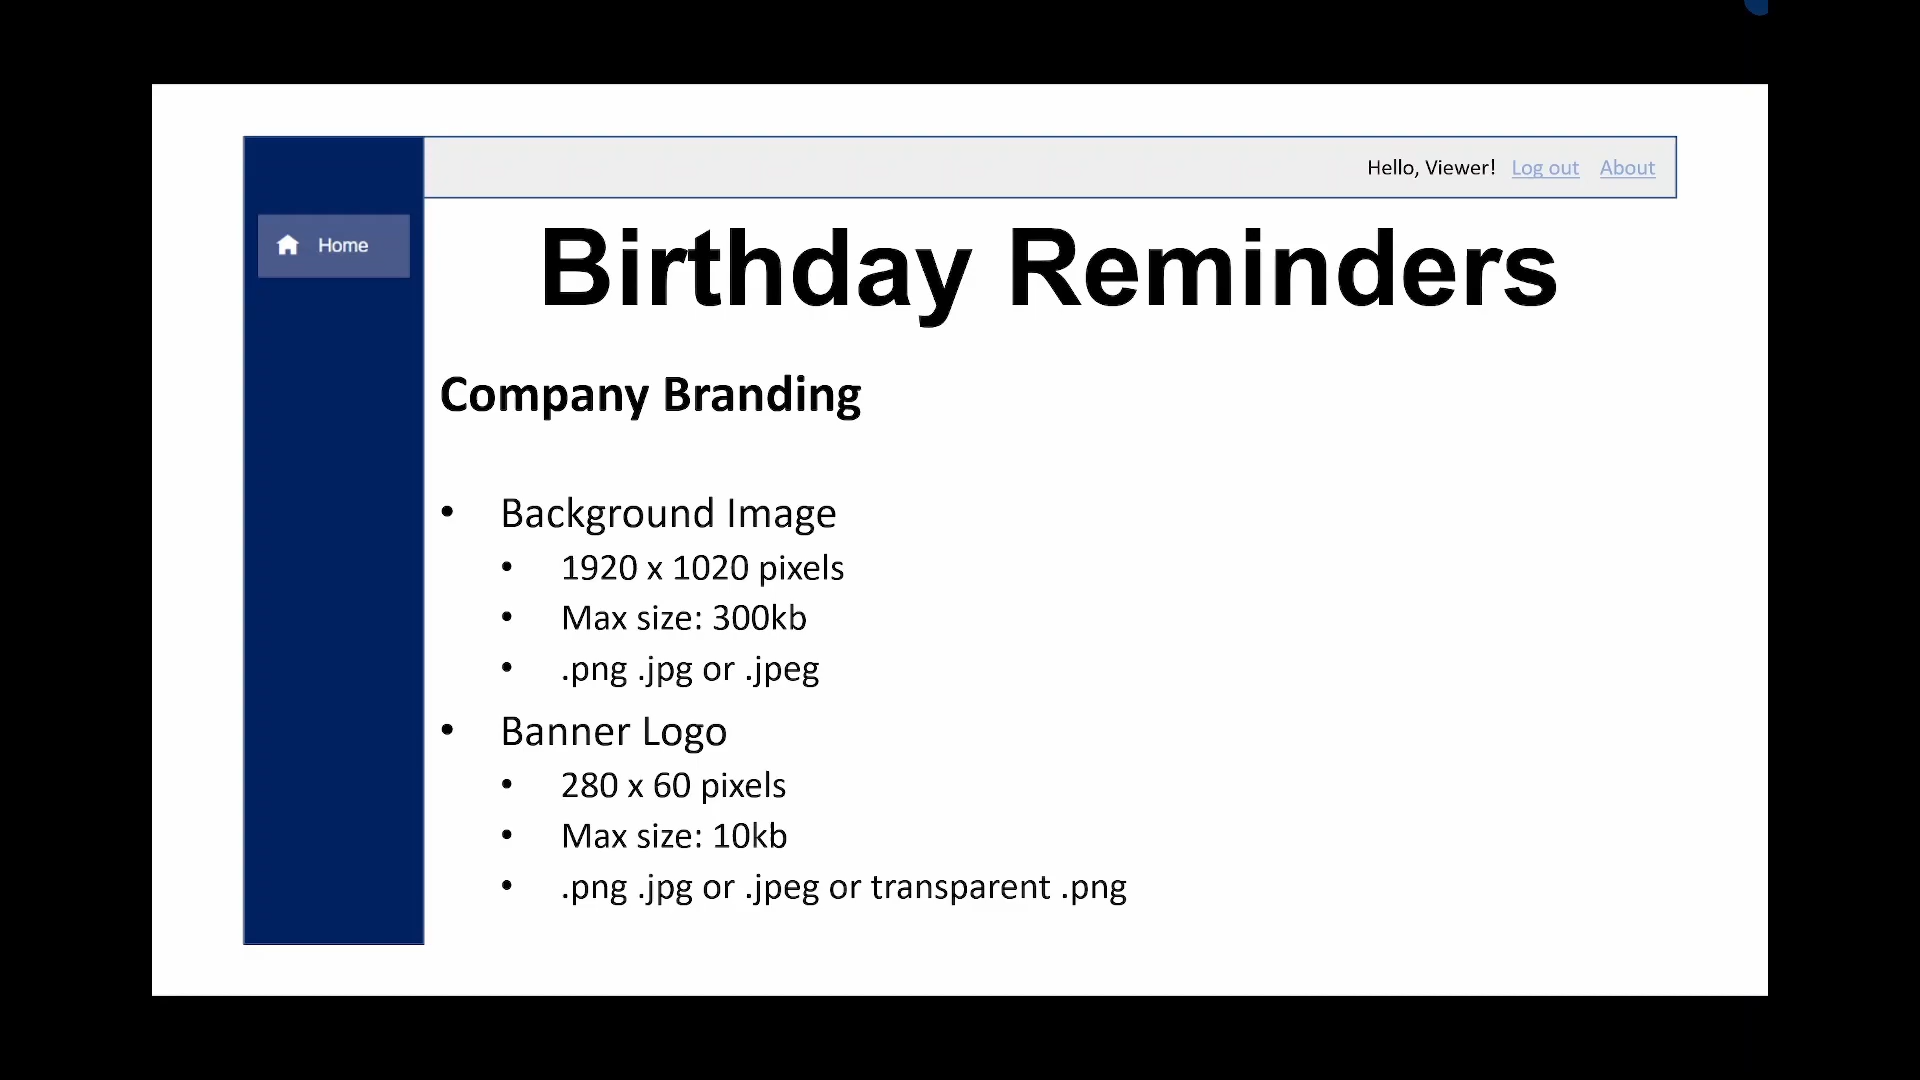 Hello, Viewer! Log out About
Home
Birthday Reminders
Company Branding
• Background Image
• 1920 x 1020 pixels
• Max size: 300kb
• .png .jpg or .jpeg
• Banner Logo
• 280 x 60 pixels
• Max size: 10kb
• .png .jpg or .jpeg or transparent .png